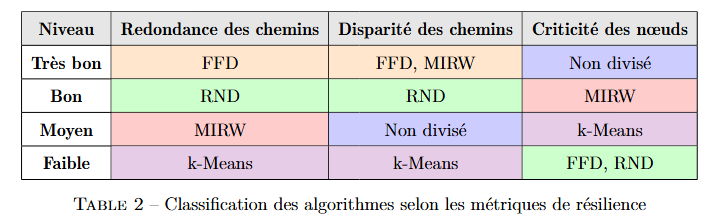 Niveau Redondance des chemins Disparité des chemins Criticité des nœuds
Très bon FFD FFD, MIRW Non divisé
Bon RND RND MIRW
Moyen MIRW Non divisé k-Means
Faible k-Means k-Means FFD, RND
Table 2 – Classification des algorithmes selon les métriques de résilience